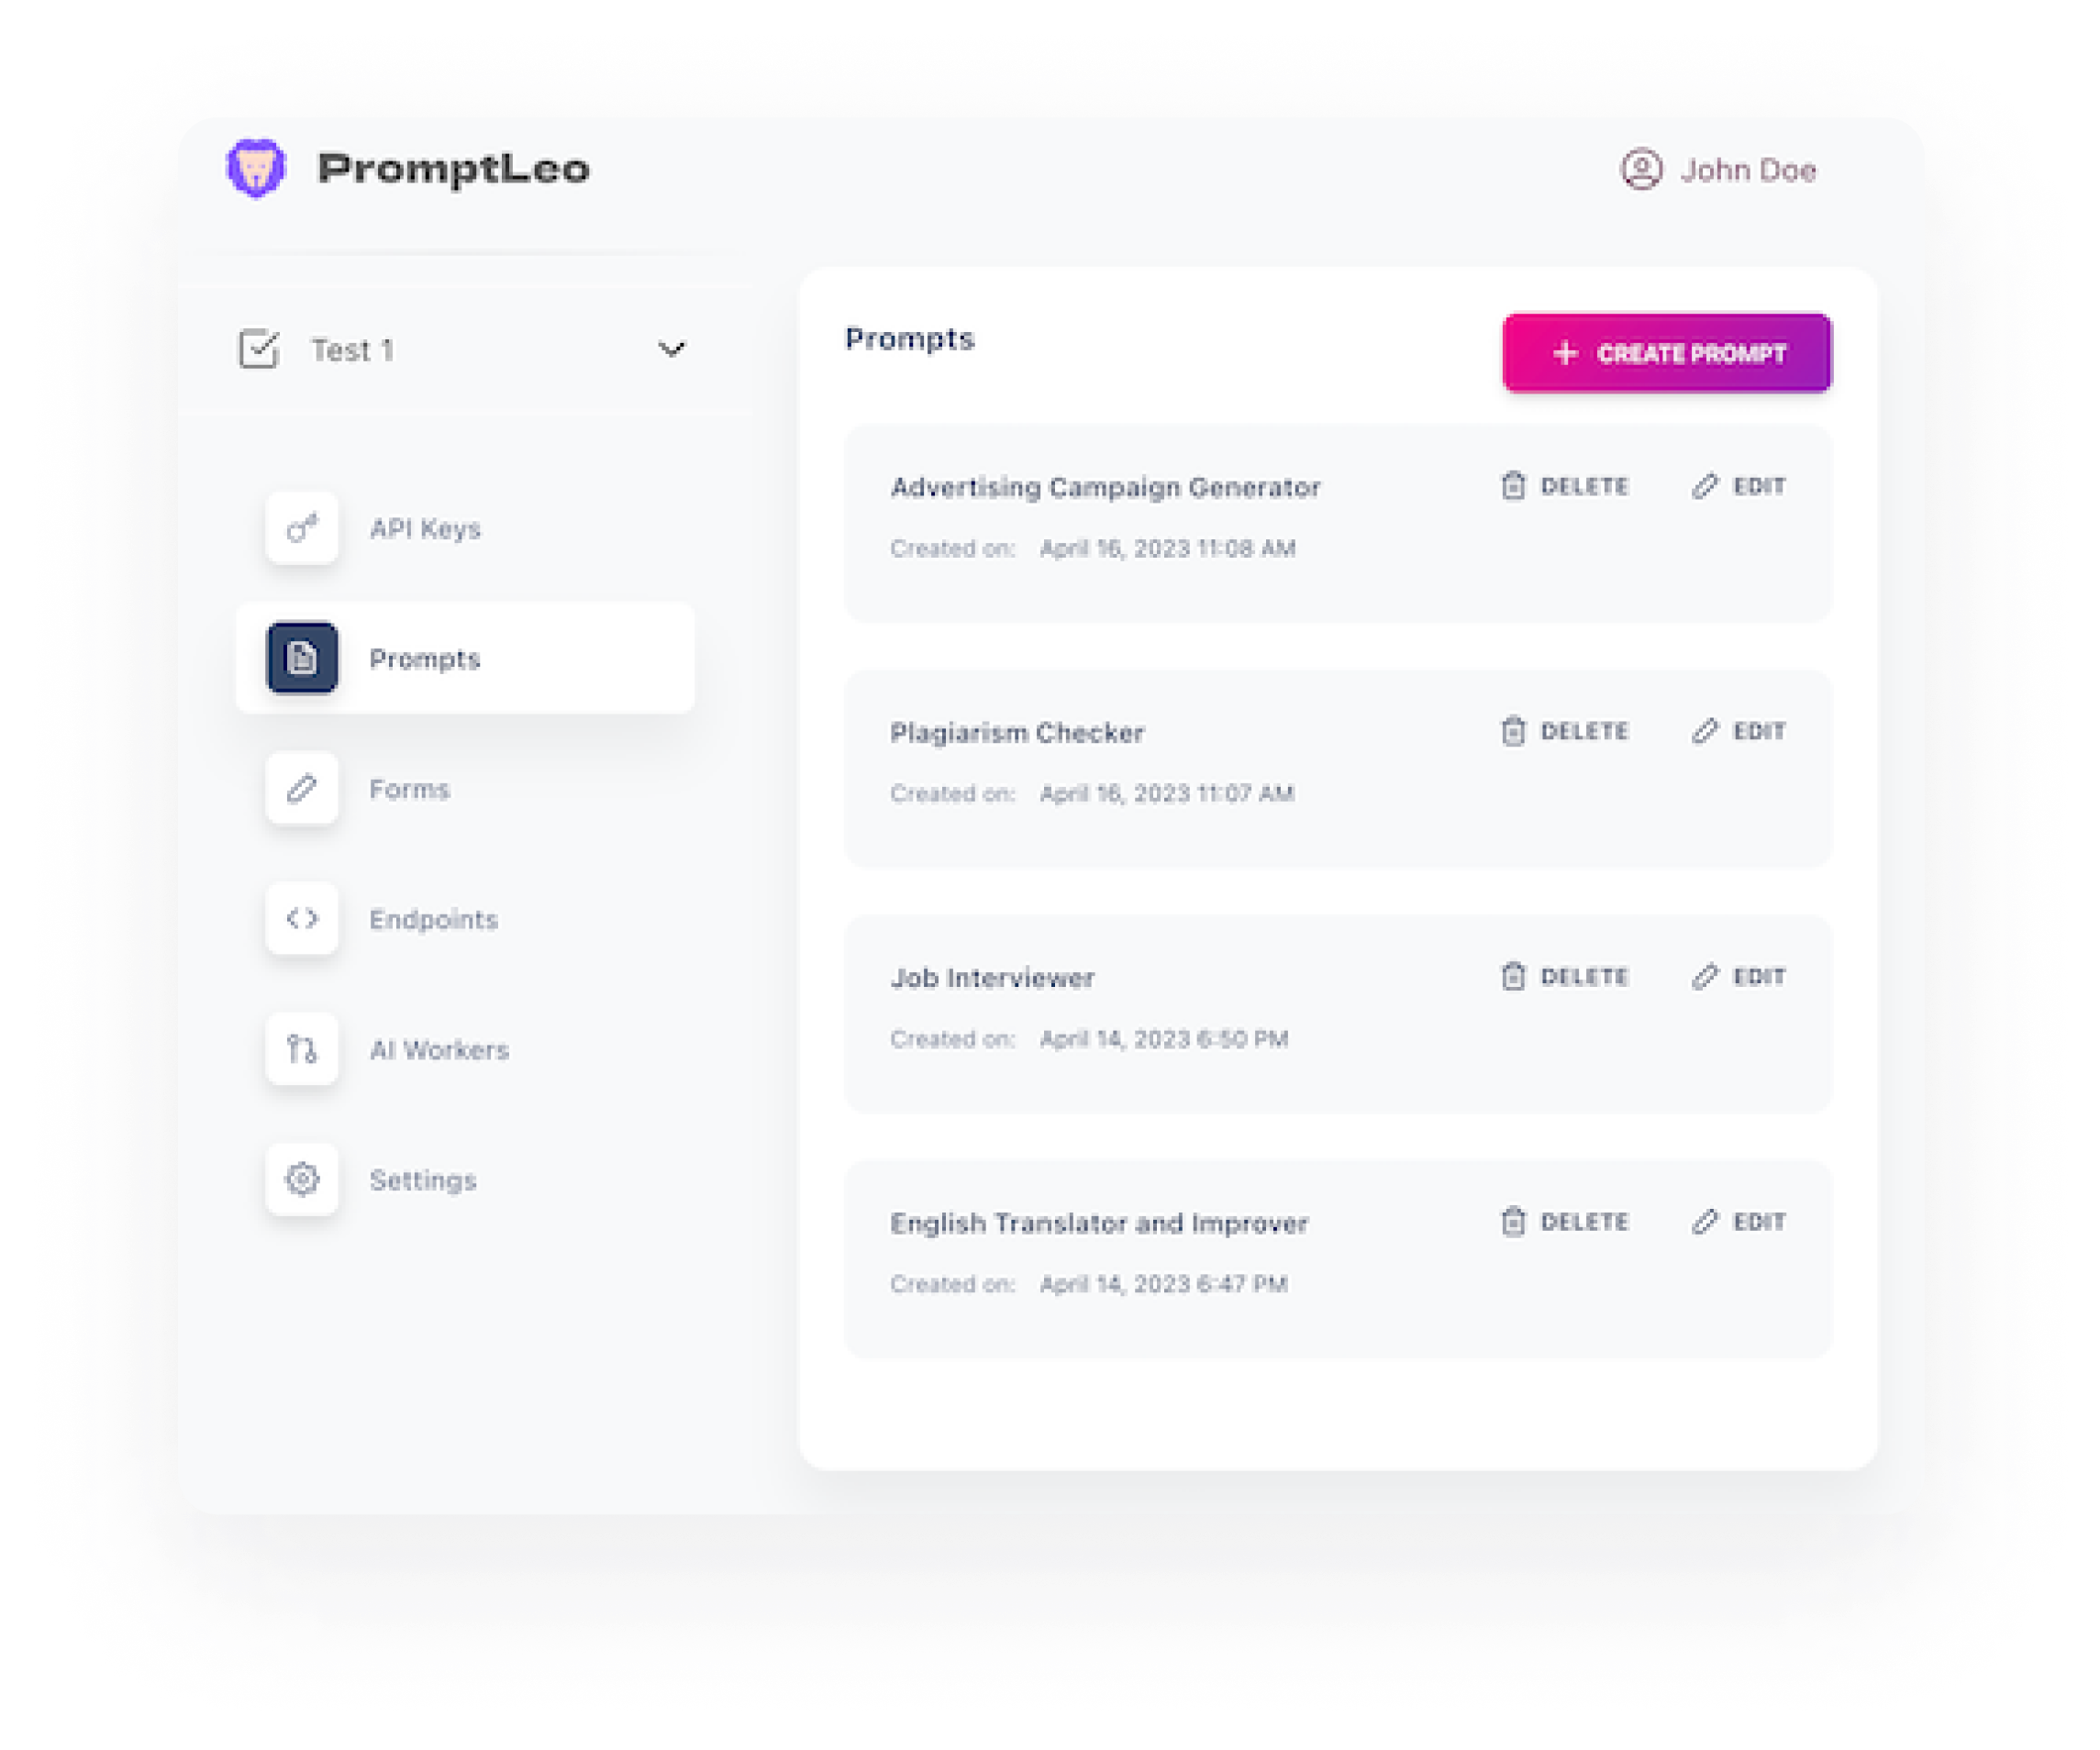 PromptLeo
John Doe
Test 1
API Keys
Prompts
Forms
Endpoints
AI Workers
Settings
Prompts
CREATE PROMPT
Advertising Campaign Generator
DELETE
EDIT
Created on: April 16, 2023 11:08 AM
Plagiarism Checker
DELETE
EDIT
Created on: April 16, 2023 11:07 AM
Job Interviewer
DELETE
EDIT
Created on: April 14, 2023 6:50 PM
English Translator and Improver
DELETE
EDIT
Created on: April 14, 2023 6:47 PM